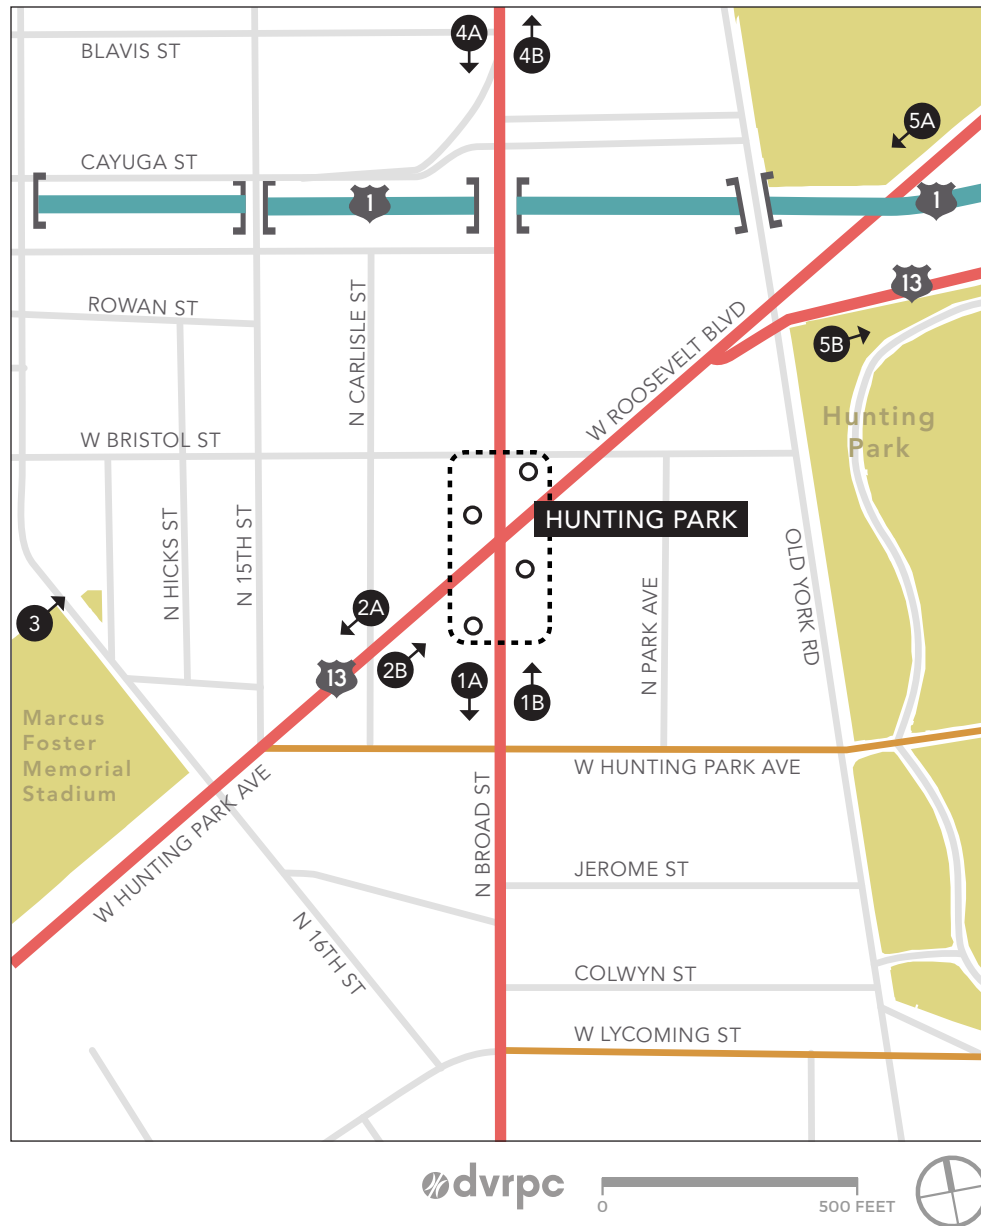 4A
4B
BLAVIS ST
5A
CAYUGA ST
1
1
13
ROWAN ST
N CARLISLE ST
W ROOSEVELT BLVD
5B
Hunting
Park
W BRISTOL ST
HUNTING PARK
N HICKS ST
N 15TH ST
OLD YORK RD
N PARK AVE
3
2A
2B
13
1A
1B
Marcus
Foster
Memorial
Stadium
W HUNTING PARK AVE
W HUNTING PARK AVE
N BROAD ST
JEROME ST
N 16TH ST
COLWYN ST
W LYCOMING ST
dvrpc
0
500 FEET